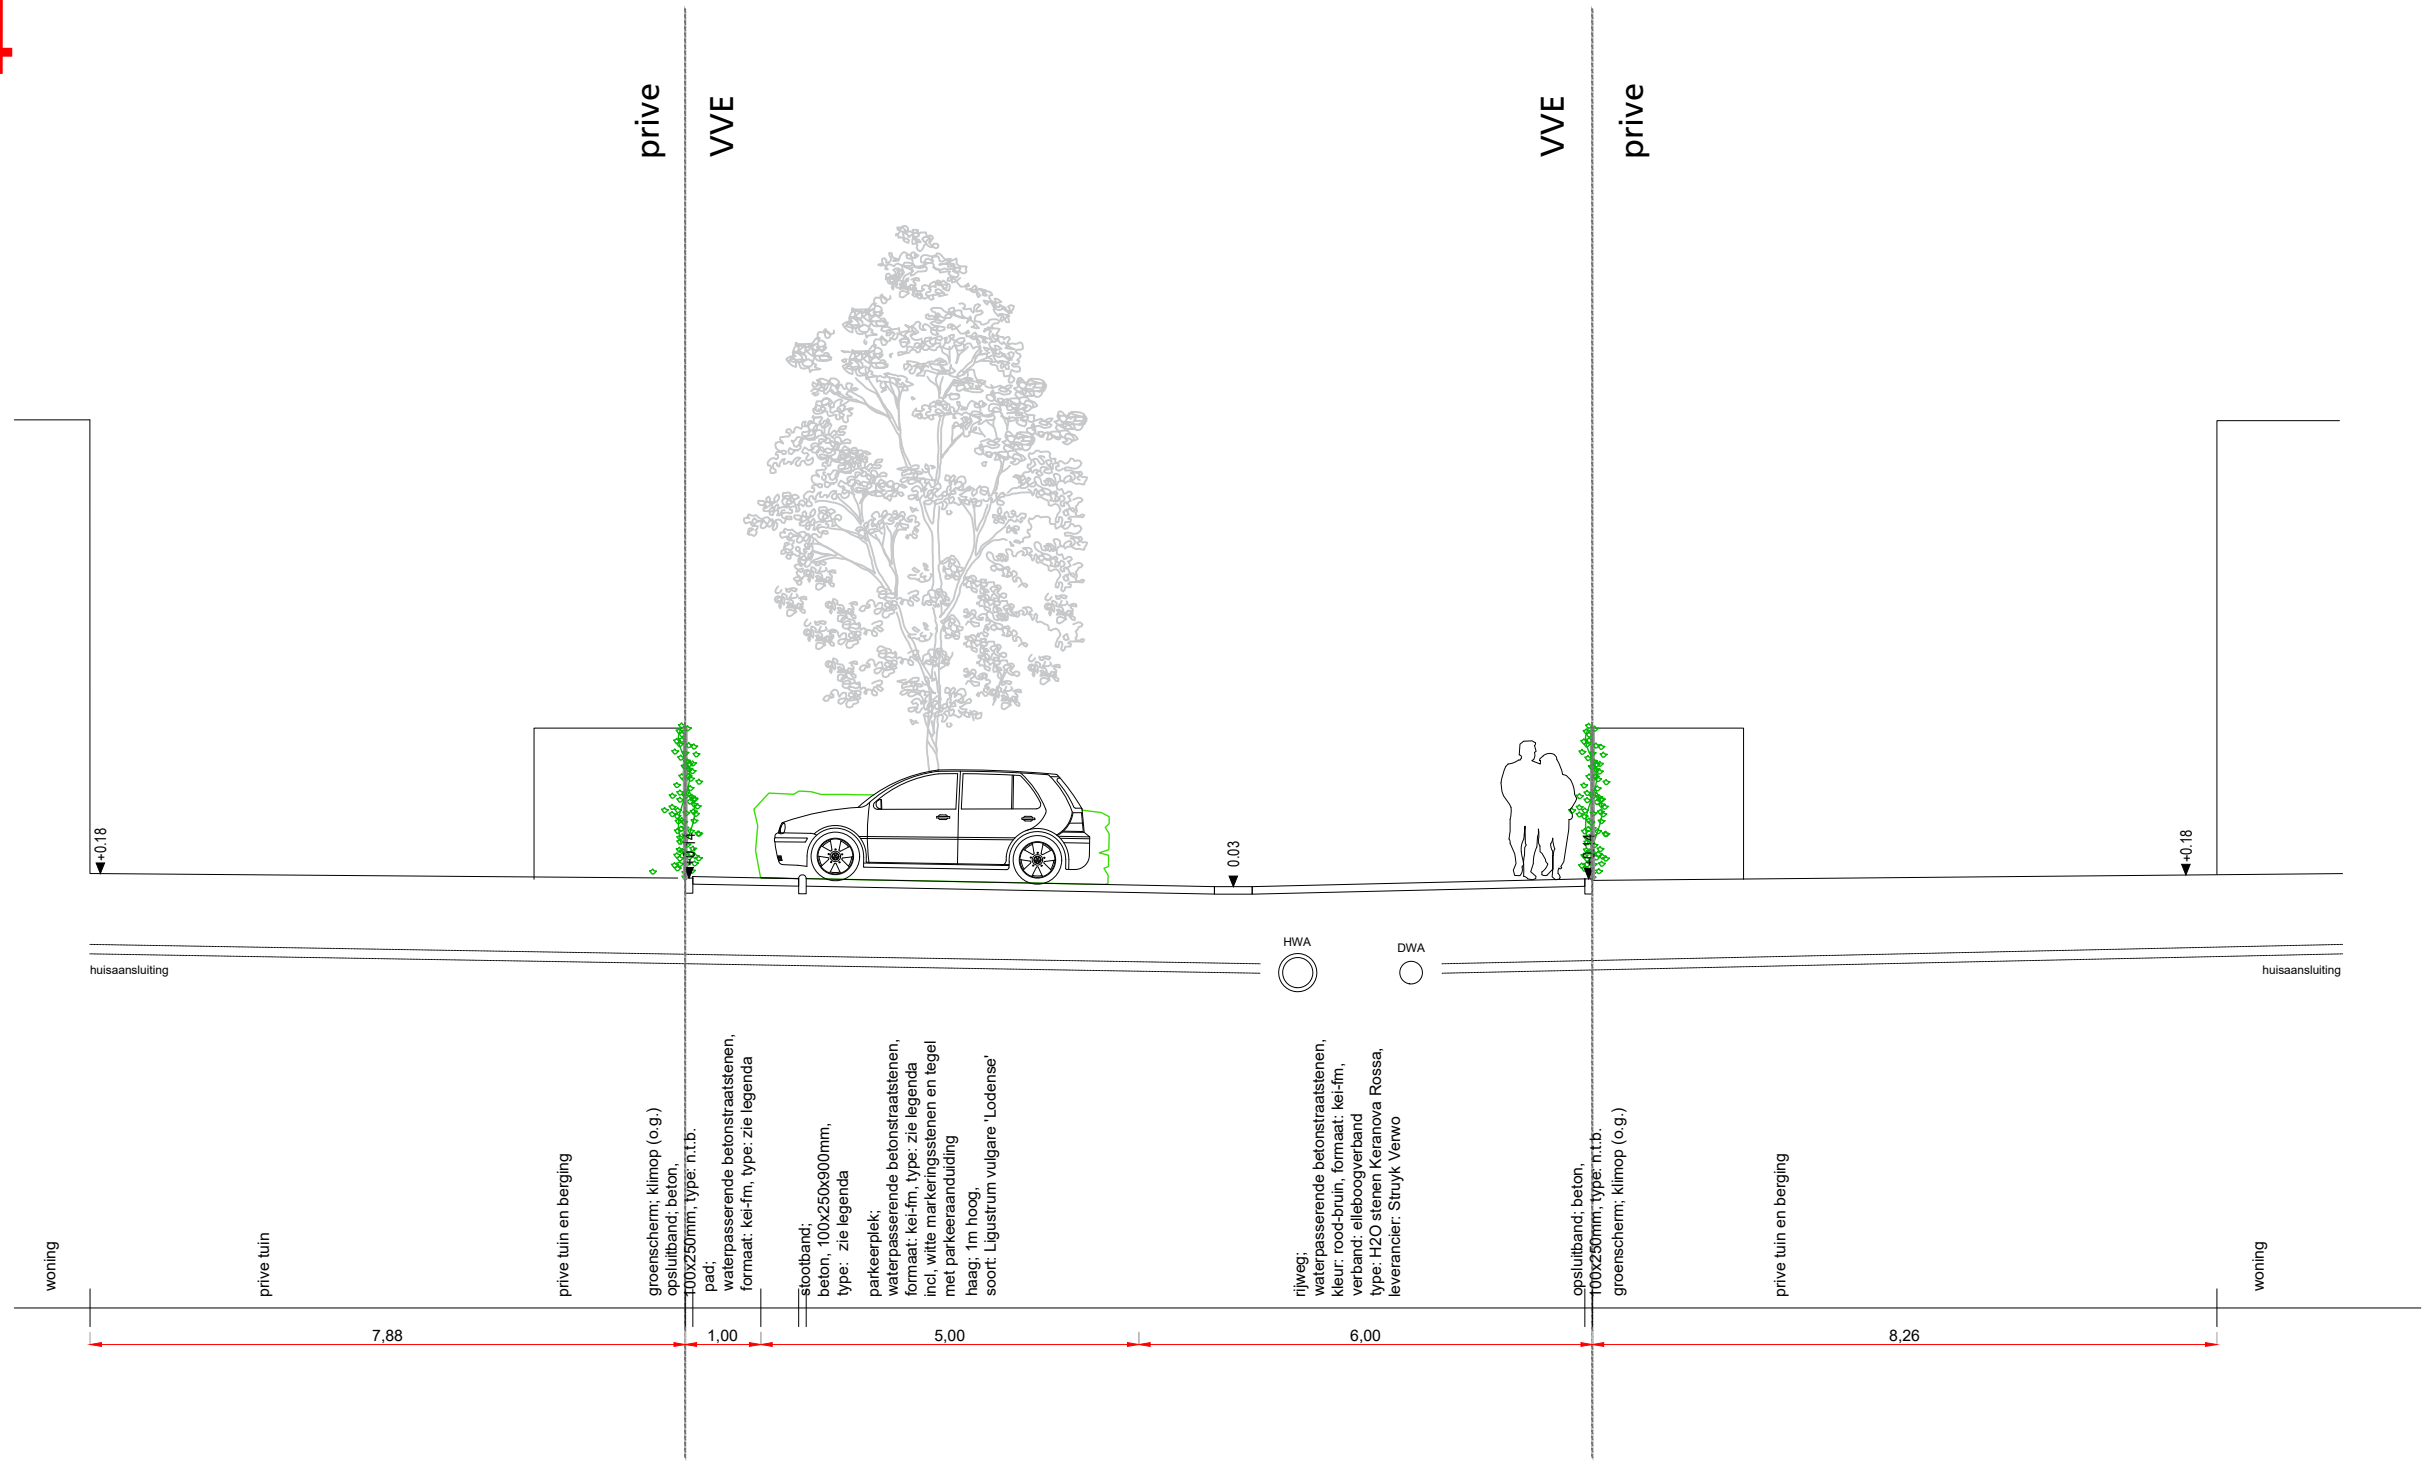 4
prive
VVE
VVE
prive
+0.18
+0.14
0.03
+0.14
+0.18
HWA
DWA
huisaansluiting
huisaansluiting
woning
prive tuin
prive tuin en berging
groenscherm; klimop (o.g.)
opsluitband; beton,
100x250mm, type: n.t.b.
pad;
waterpasserende betonstraatstenen,
formaat: kei-fm, type: zie legenda
stootband;
beton, 100x250x900mm,
type: zie legenda
parkeerplek;
waterpasserende betonstraatstenen,
formaat: kei-fm, type: zie legenda
incl, witte markeringsstenen en tegel
met parkeeraanduiding
haag; 1m hoog,
soort: Ligustrum vulgare 'Lodense'
rijweg;
waterpasserende betonstraatstenen,
kleur: rood-bruin, formaat: kei-fm,
verband: elleboogverband
type: H2O stenen Keranova Rossa,
leverancier: Struyk Verwo
opsluitband; beton,
100x250mm, type: n.t.b.
groenscherm; klimop (o.g.)
prive tuin en berging
woning
7,88
1,00
5,00
6,00
8,26